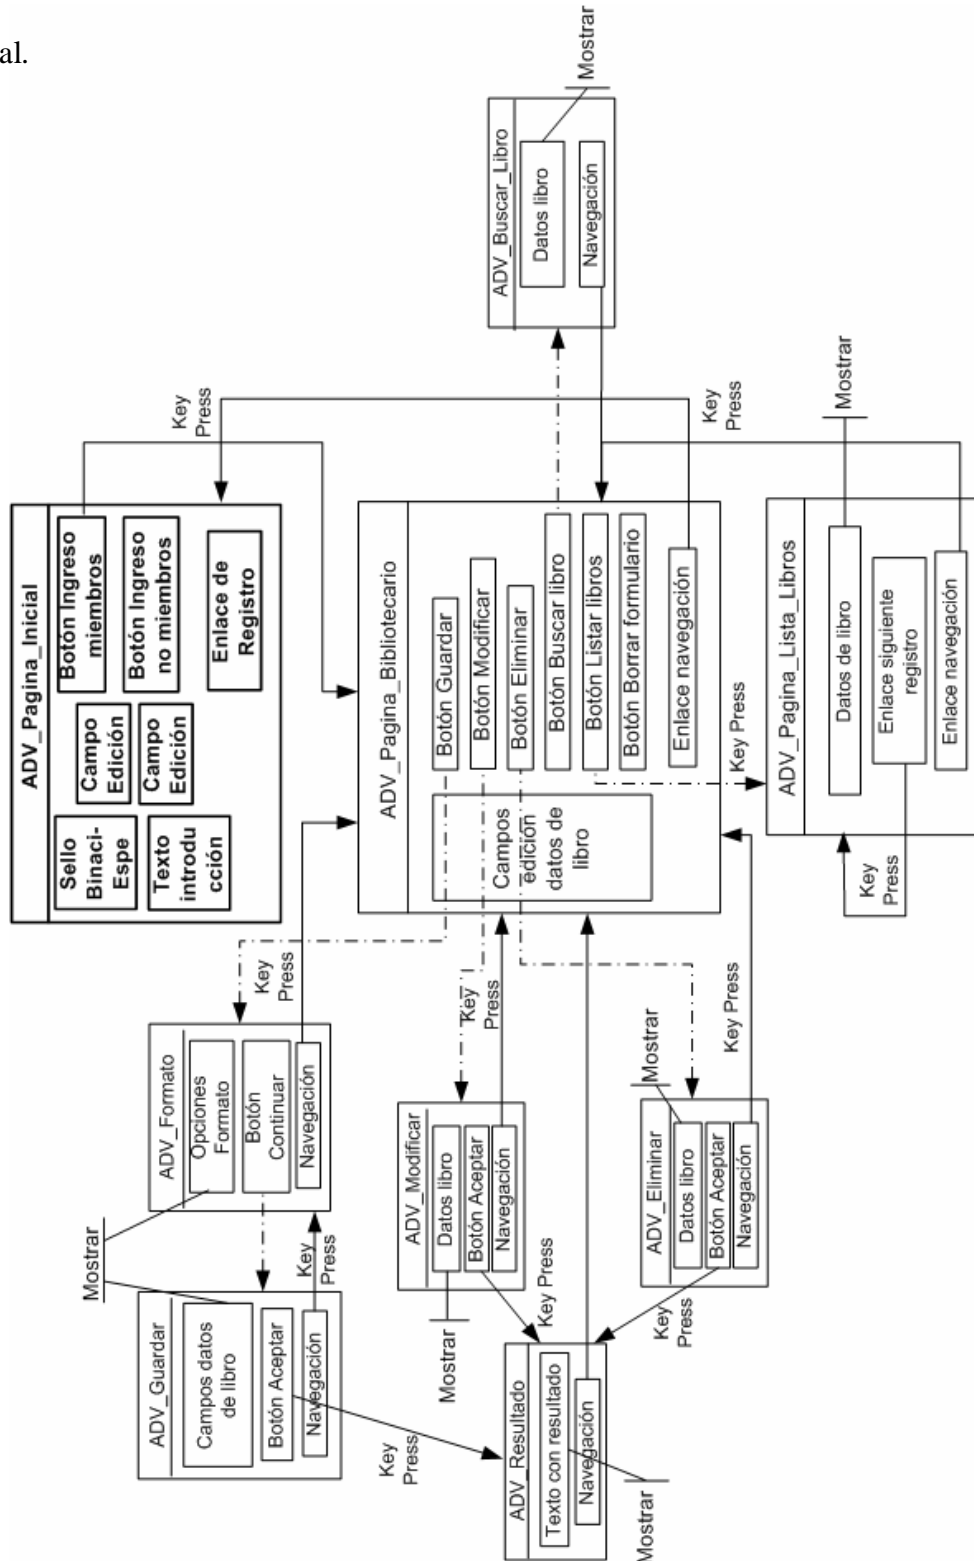 al.
ADV_Pagina_Inicial
Sello
Binaci-
Espe
Texto
introdu
cción
Campo
Edición
Campo
Edición
Botón Ingreso
miembros
Botón Ingreso
no miembros
Enlace de
Registro
Key
Press
Key
Press
ADV_Buscar_Libro
Datos libro
Navegación
Mostrar
ADV_Formato
Opciones
Formato
Botón
Continuar
Navegación
Key
Press
Mostrar
ADV_Guardar
Campos datos
de libro
Botón Aceptar
Navegación
Key
Press
Key
Press
ADV_Pagina_Bibliotecario
Campos
edición
datos de
libro
Botón Guardar
Botón Modificar
Botón Eliminar
Botón Buscar libro
Botón Listar libros
Botón Borrar formulario
Enlace navegación
Key
Press
Key Press
ADV_Modificar
Datos libro
Botón Aceptar
Navegación
Mostrar
Key
Press
Key Press
ADV_Resultado
Texto con resultado
Navegación
Mostrar
ADV_Eliminar
Datos libro
Botón Aceptar
Navegación
Mostrar
Key
Press
Key Press
ADV_Pagina_Lista_Libros
Datos de libro
Enlace siguiente
registro
Enlace navegación
Mostrar
Key
Press